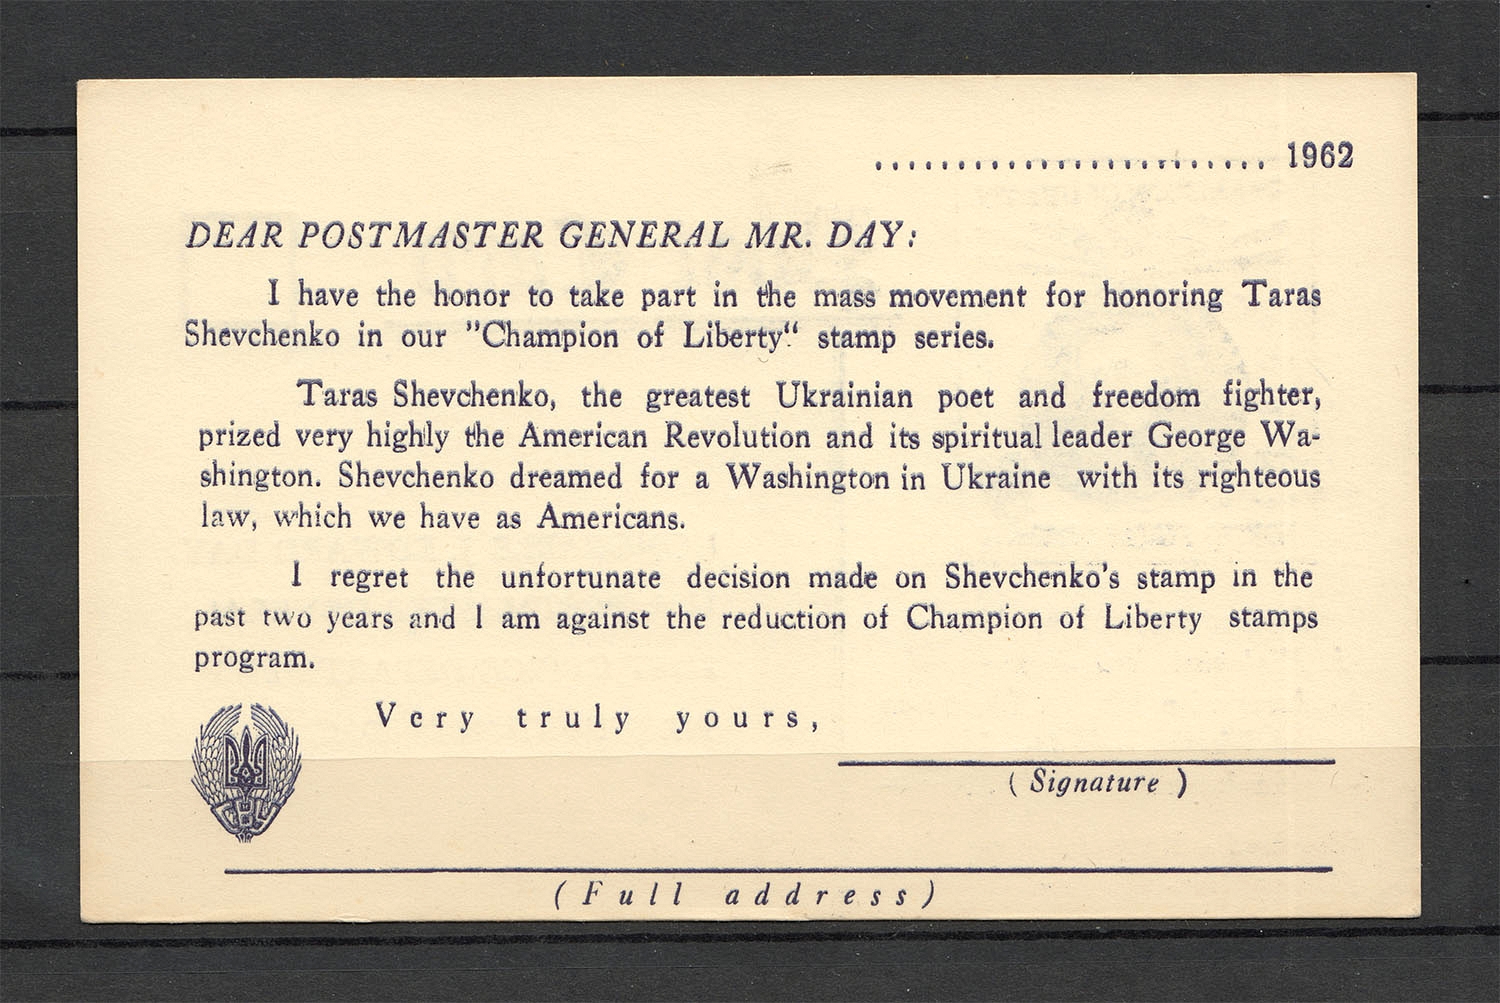 ........................ 1962
DEAR POSTMASTER GENERAL MR. DAY:
I have the honor to take part in the mass movement for honoring Taras
Shevchenko in our "Champion of Liberty“ stamp series.
Taras Shevchenko, the greatest Ukrainian poet and freedom fighter,
prized very highly the American Revolution and its spiritual leader George Wa-
shington. Shevchenko dreamed for a Washington in Ukraine with its righteous
law, which we have as Americans.
I regret the unfortunate decision made on Shevchenko's stamp in the
past two years and I am against the reduction of Champion of Liberty stamps
program.
Very truly yours,
( Signature )
(Full address)